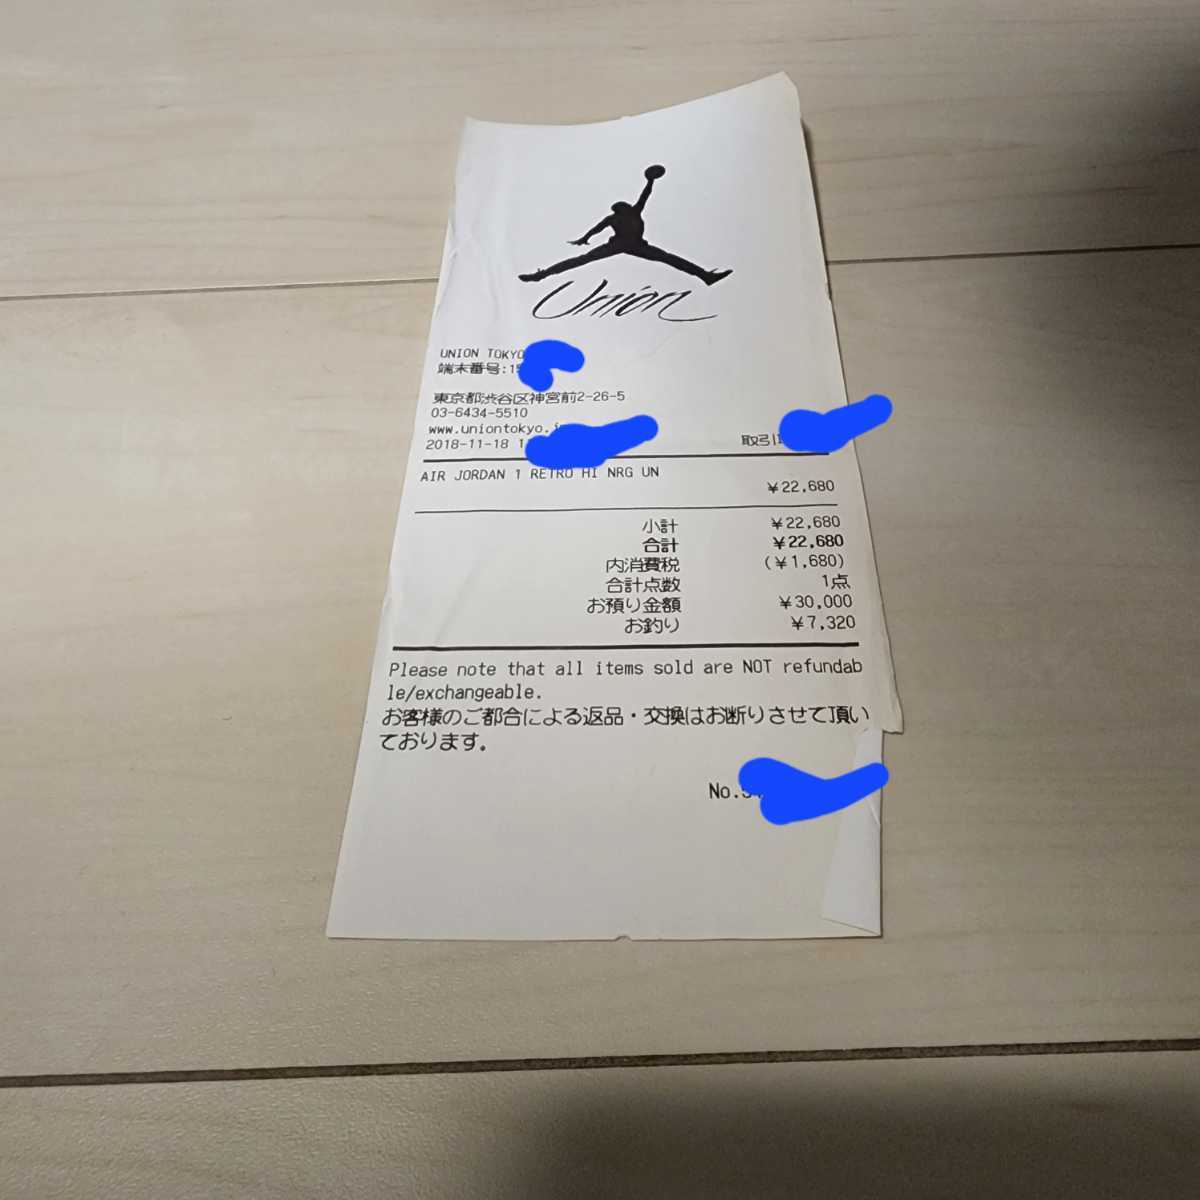 Union
UNION TOKYO
端末番号:15
東京都渋谷区神宮前2-26-5
03-6434-5510
www.uniontokyo.j
2018-11-18 1
取引
AIR JORDAN 1 RETRO HI NRG UN
¥22,680
小計 ¥22,680
合計 ¥22,680
内消費税 (¥1,680)
合計点数 1点
お預り金額 ¥30,000
お釣り ¥7,320
Please note that all items sold are NOT refundab
le/exchangeable.
お客様のご都合による返品・交換はお断りさせて頂い
ております。
No.